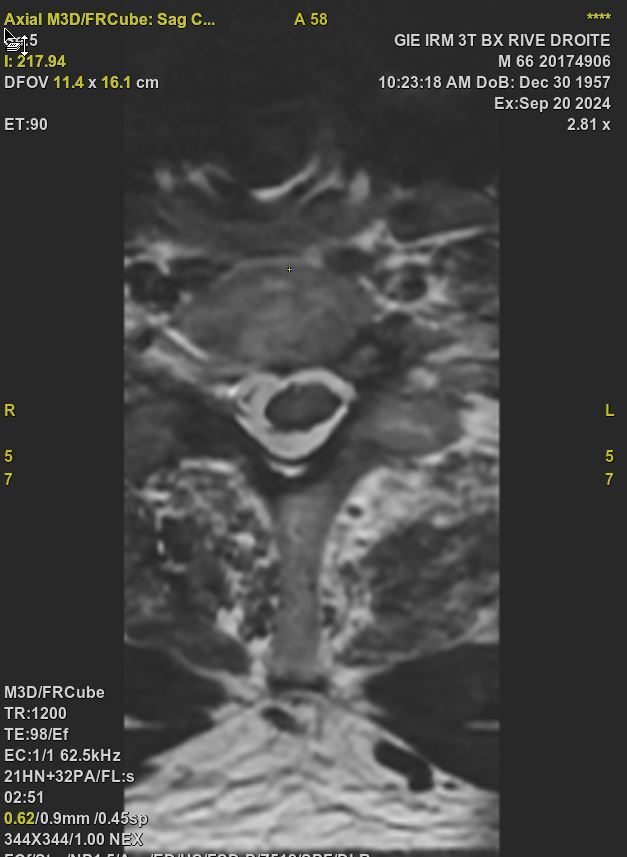 Axial M3D/FRCube: Sag C...
A 58
****
:5
GIE IRM 3T BX RIVE DROITE
I: 217.94
M 66 20174906
DFOV 11.4 x 16.1 cm
10:23:18 AM DoB: Dec 30 1957
Ex:Sep 20 2024
ET:90
2.81 x
R
L
5
5
7
7
M3D/FRCube
TR:1200
TE:98/Ef
EC:1/1 62.5kHz
21HN+32PA/FL:s
02:51
0.62/0.9mm /0.45sp
344X344/1.00 NEX